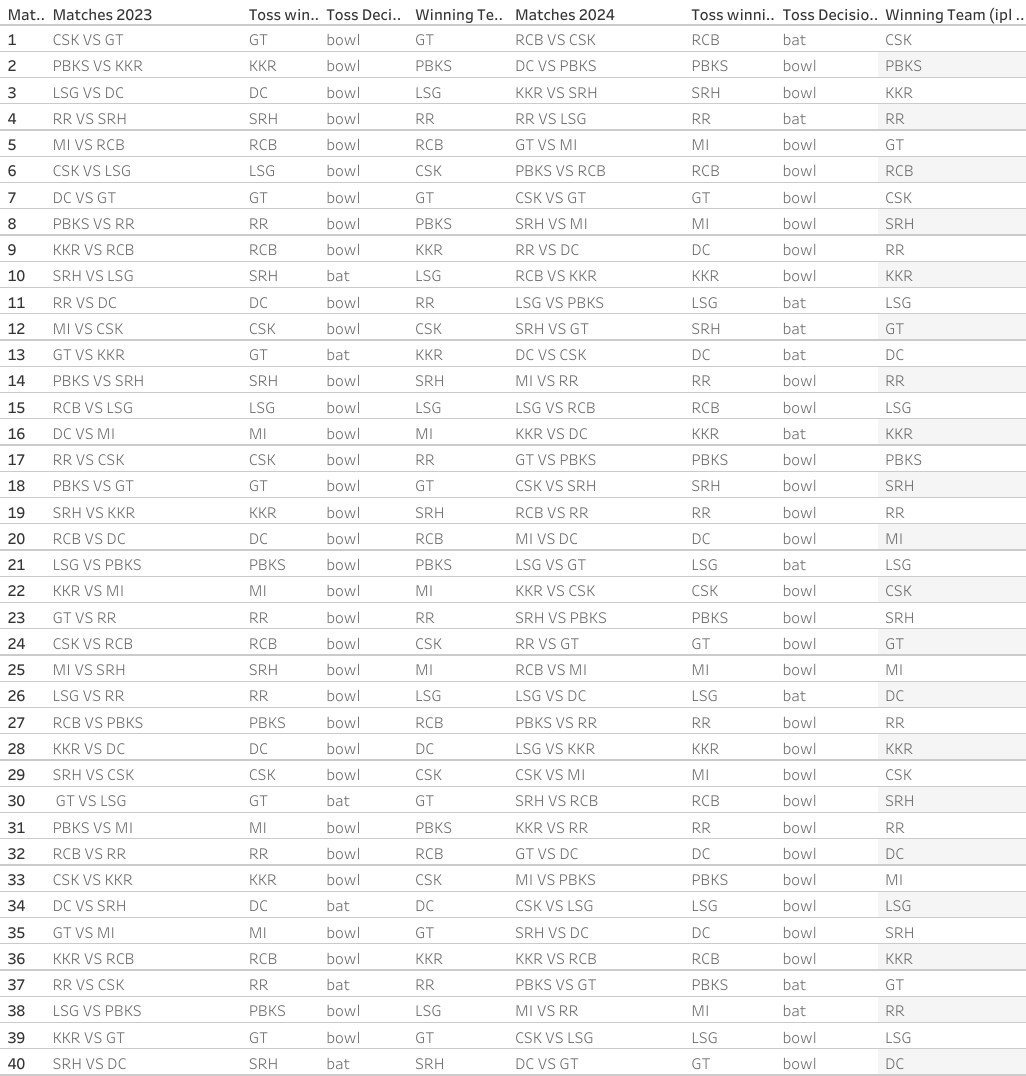 Mat.. Matches 2023 Toss win.. Toss Deci.. Winning Te.. Matches 2024 Toss winni.. Toss Decisio.. Winning Team (ipl ..
1 CSK VS GT GT bowl GT RCB VS CSK RCB bat CSK
2 PBKS VS KKR KKR bowl PBKS DC VS PBKS PBKS bowl PBKS
3 LSG VS DC DC bowl LSG KKR VS SRH SRH bowl KKR
4 RR VS SRH SRH bowl RR RR VS LSG RR bat RR
5 MI VS RCB RCB bowl RCB GT VS MI MI bowl GT
6 CSK VS LSG LSG bowl CSK PBKS VS RCB RCB bowl RCB
7 DC VS GT GT bowl GT CSK VS GT GT bowl CSK
8 PBKS VS RR RR bowl PBKS SRH VS MI MI bowl SRH
9 KKR VS RCB RCB bowl KKR RR VS DC DC bowl RR
10 SRH VS LSG SRH bat LSG RCB VS KKR KKR bowl KKR
11 RR VS DC DC bowl RR LSG VS PBKS LSG bat LSG
12 MI VS CSK CSK bowl CSK SRH VS GT SRH bat GT
13 GT VS KKR GT bat KKR DC VS CSK DC bat DC
14 PBKS VS SRH SRH bowl SRH MI VS RR RR bowl RR
15 RCB VS LSG LSG bowl LSG LSG VS RCB RCB bowl LSG
16 DC VS MI MI bowl MI KKR VS DC KKR bat KKR
17 RR VS CSK CSK bowl RR GT VS PBKS PBKS bowl PBKS
18 PBKS VS GT GT bowl GT CSK VS SRH SRH bowl SRH
19 SRH VS KKR KKR bowl SRH RCB VS RR RR bowl RR
20 RCB VS DC DC bowl RCB MI VS DC DC bowl MI
21 LSG VS PBKS PBKS bowl PBKS LSG VS GT LSG bat LSG
22 KKR VS MI MI bowl MI KKR VS CSK CSK bowl CSK
23 GT VS RR RR bowl RR SRH VS PBKS PBKS bowl SRH
24 CSK VS RCB RCB bowl CSK RR VS GT GT bowl GT
25 MI VS SRH SRH bowl MI RCB VS MI MI bowl MI
26 LSG VS RR RR bowl LSG LSG VS DC LSG bat DC
27 RCB VS PBKS PBKS bowl RCB PBKS VS RR RR bowl RR
28 KKR VS DC DC bowl DC LSG VS KKR KKR bowl KKR
29 SRH VS CSK CSK bowl CSK CSK VS MI MI bowl CSK
30 GT VS LSG GT bat GT SRH VS RCB RCB bowl SRH
31 PBKS VS MI MI bowl PBKS KKR VS RR RR bowl RR
32 RCB VS RR RR bowl RCB GT VS DC DC bowl DC
33 CSK VS KKR KKR bowl CSK MI VS PBKS PBKS bowl MI
34 DC VS SRH DC bat DC CSK VS LSG LSG bowl LSG
35 GT VS MI MI bowl GT SRH VS DC DC bowl SRH
36 KKR VS RCB RCB bowl KKR KKR VS RCB RCB bowl KKR
37 RR VS CSK RR bat RR PBKS VS GT PBKS bat GT
38 LSG VS PBKS PBKS bowl LSG MI VS RR MI bat RR
39 KKR VS GT GT bowl GT CSK VS LSG LSG bowl LSG
40 SRH VS DC SRH bat SRH DC VS GT GT bowl DC